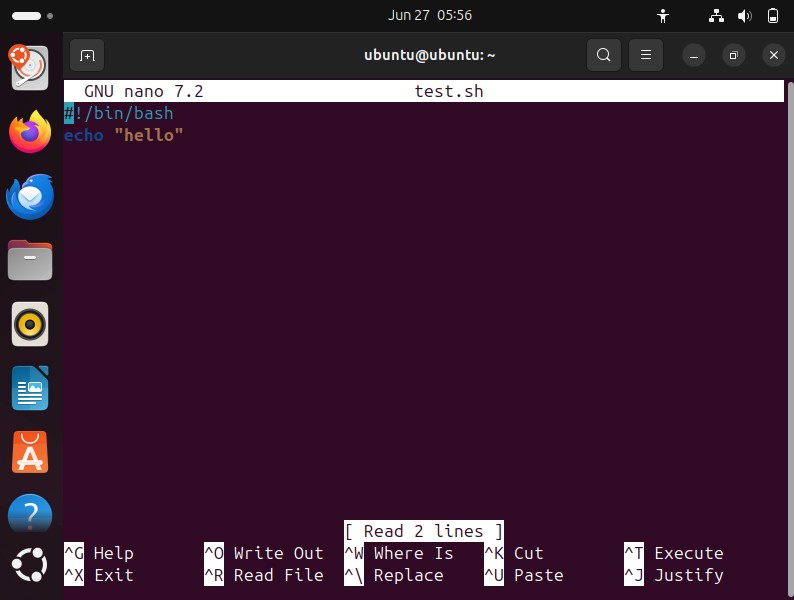 Jun 27 05:56
ubuntu@ubuntu: ~
GNU nano 7.2 test.sh
#!/bin/bash
echo "hello"
[ Read 2 lines ]
^G Help ^O Write Out ^W Where Is ^K Cut ^T Execute
^X Exit ^R Read File ^\ Replace ^U Paste ^J Justify